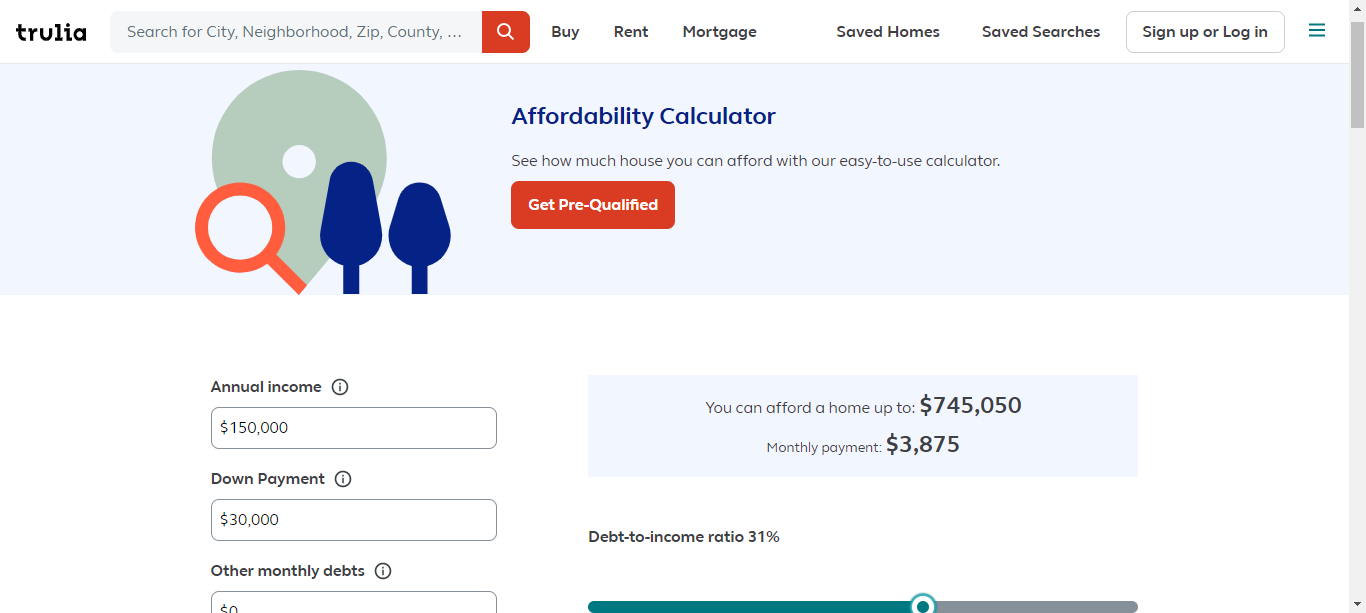 trulia
Search for City, Neighborhood, Zip, County, ...
Buy
Rent
Mortgage
Saved Homes
Saved Searches
Sign up or Log in
Affordability Calculator
See how much house you can afford with our easy-to-use calculator.
Get Pre-Qualified
Annual income
$150,000
Down Payment
$30,000
Other monthly debts
$0
You can afford a home up to: $745,050
Monthly payment: $3,875
Debt-to-income ratio 31%